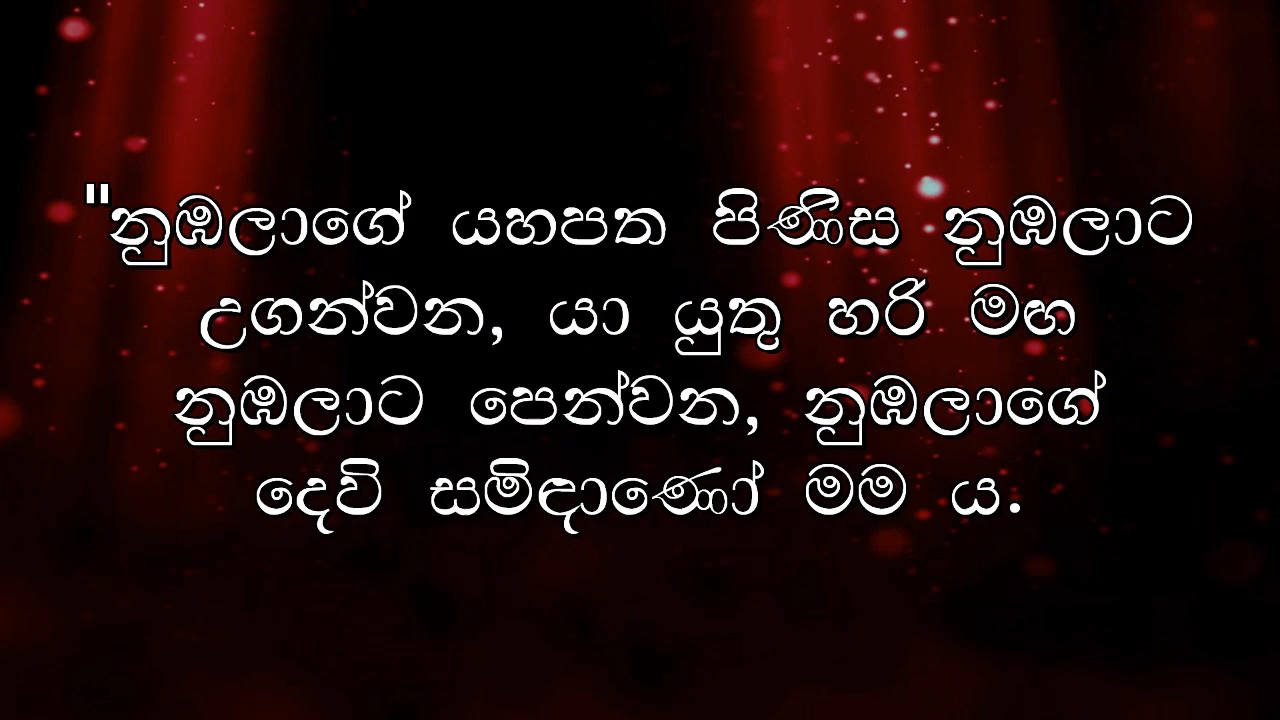 "නුඹලාගේ යහපත පිණිස නුඹලාට
උගන්වන, යා යුතු හරි මඟ
නුඹලාට පෙන්වන, නුඹලාගේ
දෙවි සමිඳාණෝ මම ය.